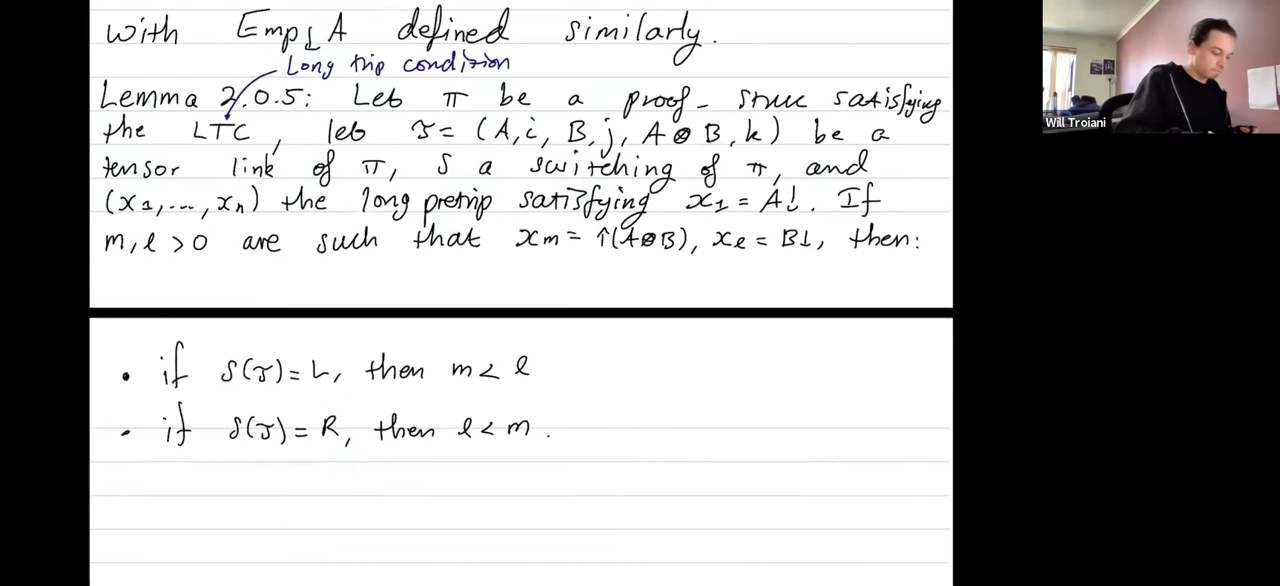 with Emp↓A defined similarly.
Long trip condition
Lemma 2.0.5: Let π be a proof-struc satisfying
the LTC, let τ = (A,i, B,j, A⊗B,k) be a
tensor link of π, S a switching of π, and
(x₁,...,xₙ) the long pretrip satisfying x₁ = A↓. If
m,l > 0 are such that xₘ = ↑(A⊗B), xₗ = B↓, then:
• if S(τ) = L, then m < l
• if S(τ) = R, then l < m.
Will Troiani